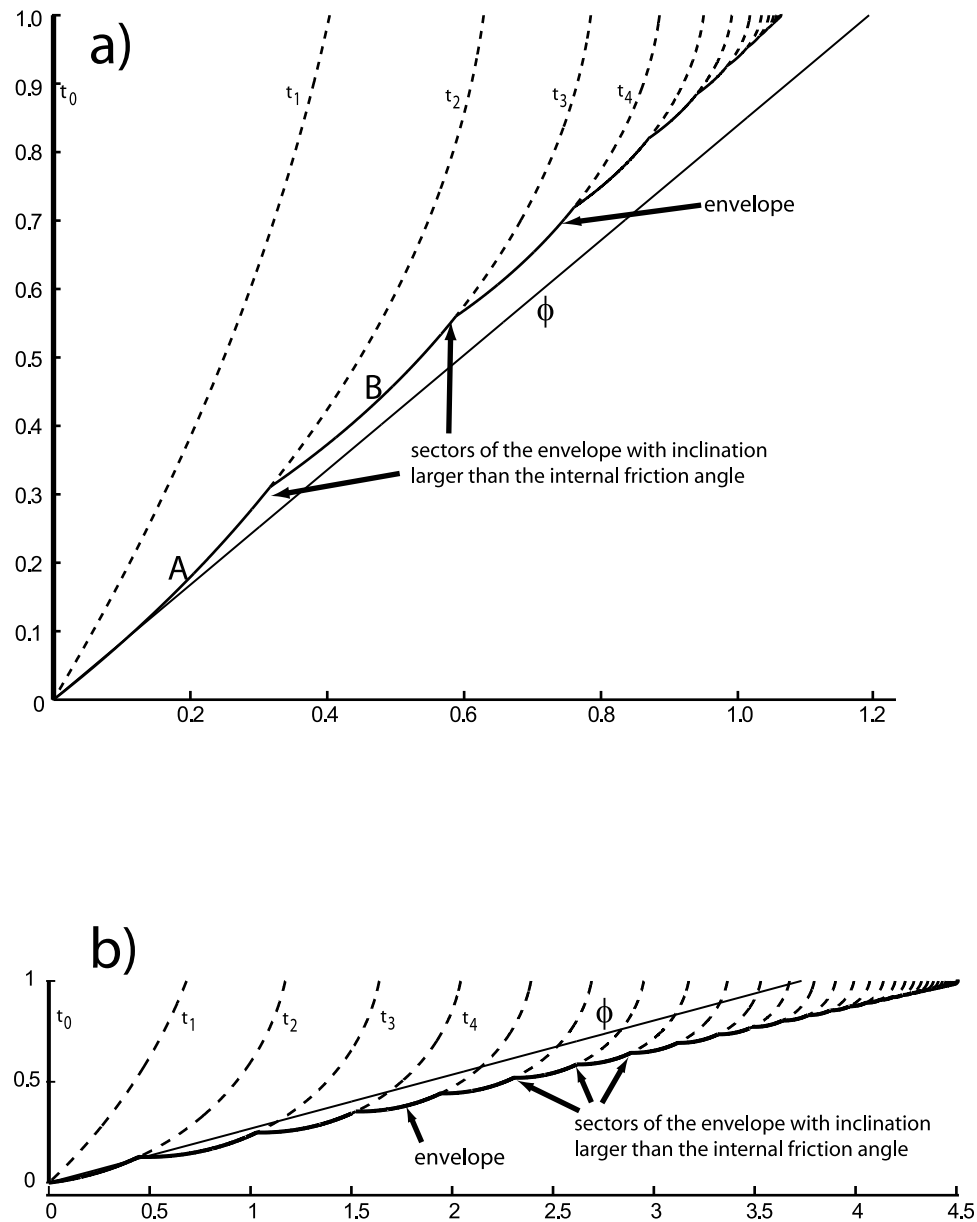 a)
1.0
0.9
0.8
0.7
0.6
0.5
0.4
0.3
0.2
0.1
0
t0
t1
t2
t3
t4
envelope
ϕ
B
sectors of the envelope with inclination
larger than the internal friction angle
A
0.2
0.4
0.6
0.8
1.0
1.2
b)
1
0.5
0
t0
t1
t2
t3
t4
ϕ
sectors of the envelope with inclination
larger than the internal friction angle
envelope
0
0.5
1
1.5
2
2.5
3
3.5
4
4.5